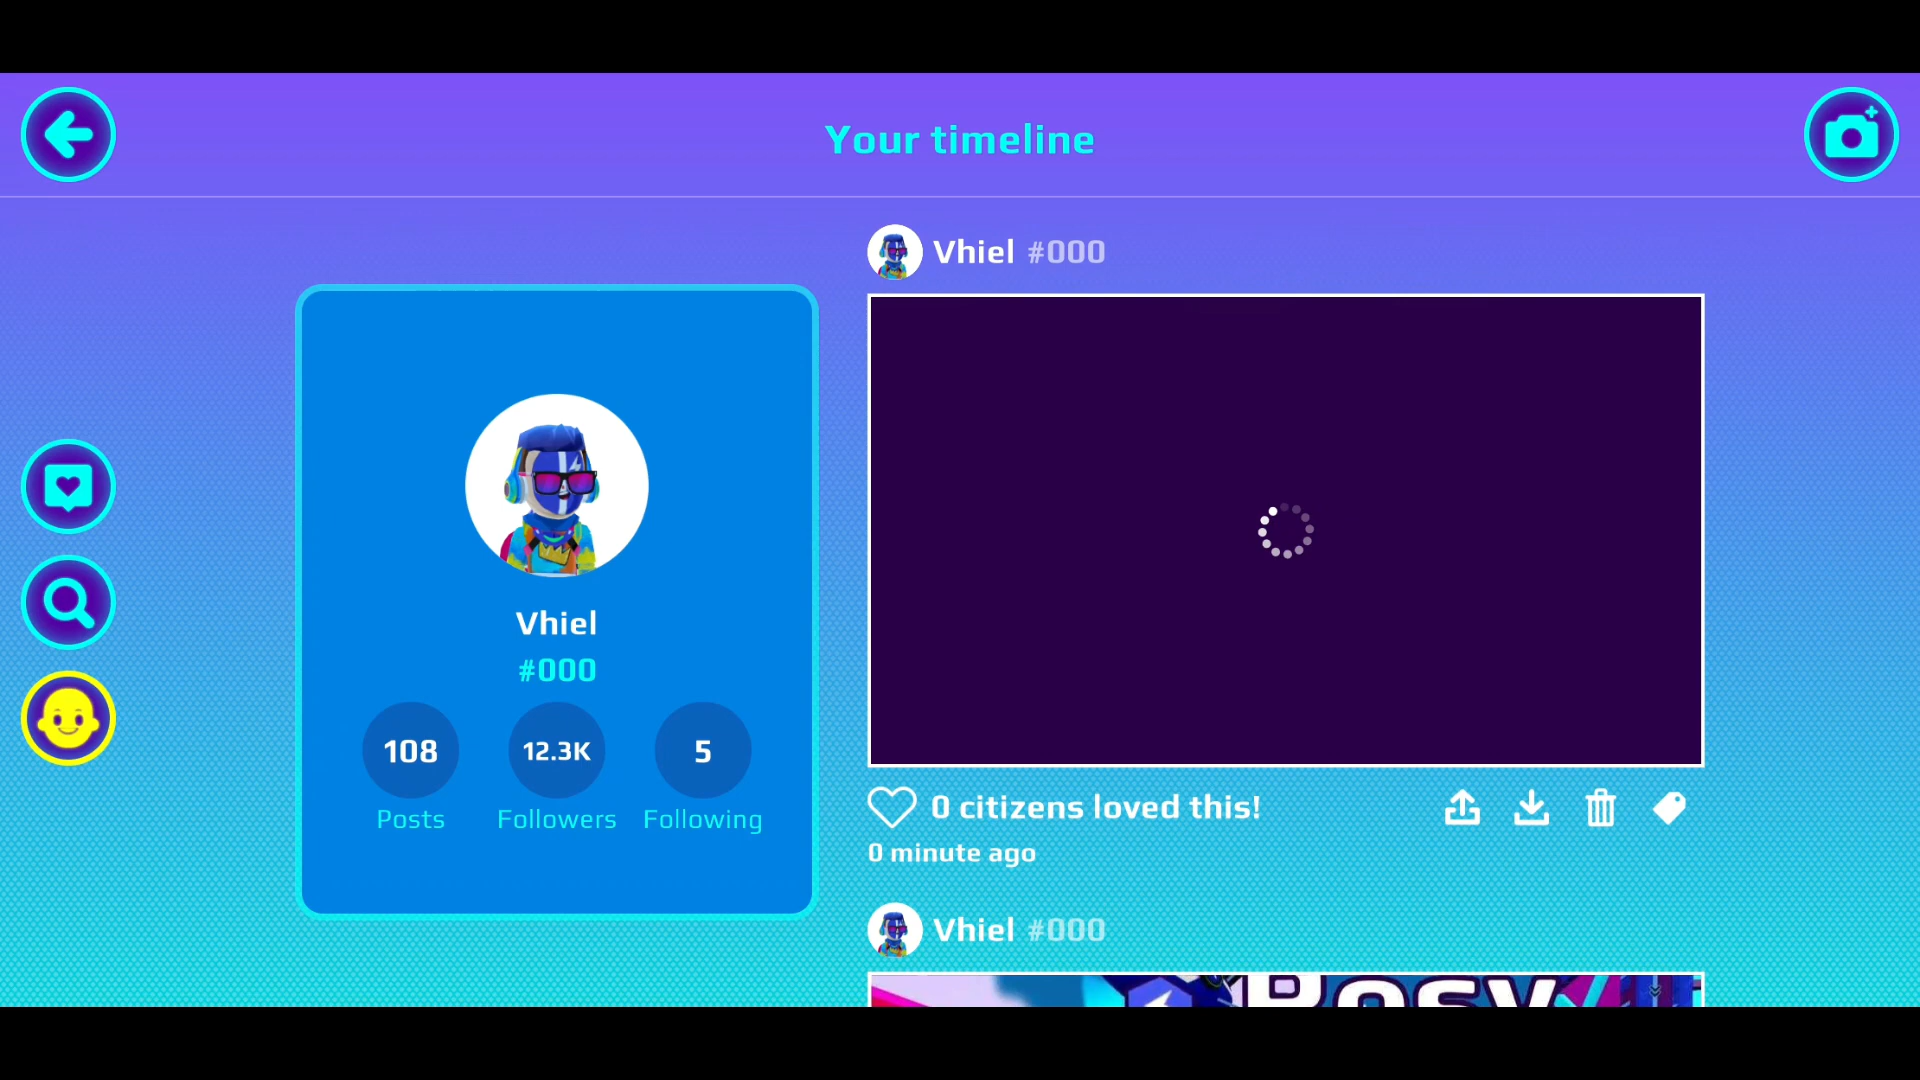 Your timeline
Vhiel #000
Vhiel
#000
108
12.3K
5
Posts
Followers
Following
0 citizens loved this!
0 minute ago
Vhiel #000